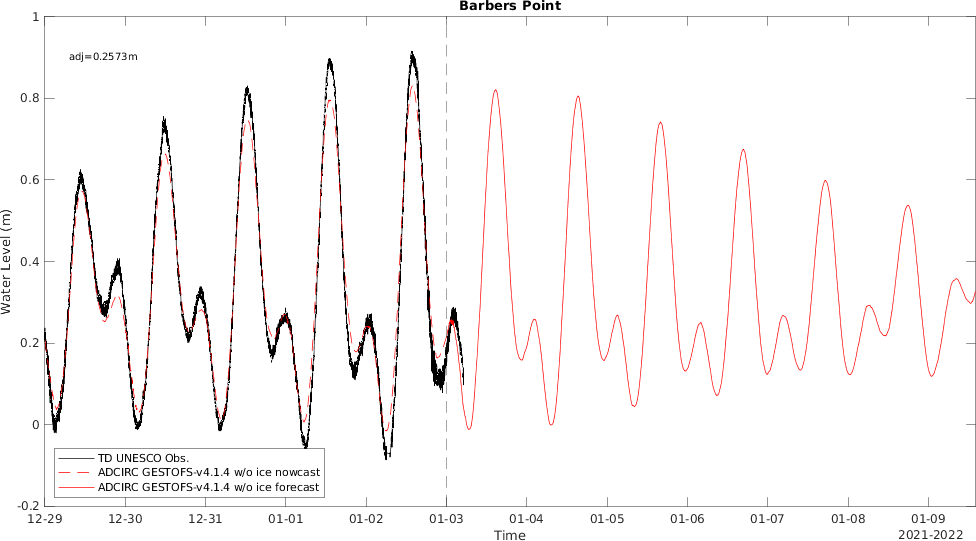 Barbers Point
adj=0.2573m
Water Level (m)
1
0.8
0.6
0.4
0.2
0
-0.2
TD UNESCO Obs.
ADCIRC GESTOFS-v4.1.4 w/o ice nowcast
ADCIRC GESTOFS-v4.1.4 w/o ice forecast
12-29 12-30 12-31 01-01 01-02 01-03 01-04 01-05 01-06 01-07 01-08 01-09
Time
2021-2022